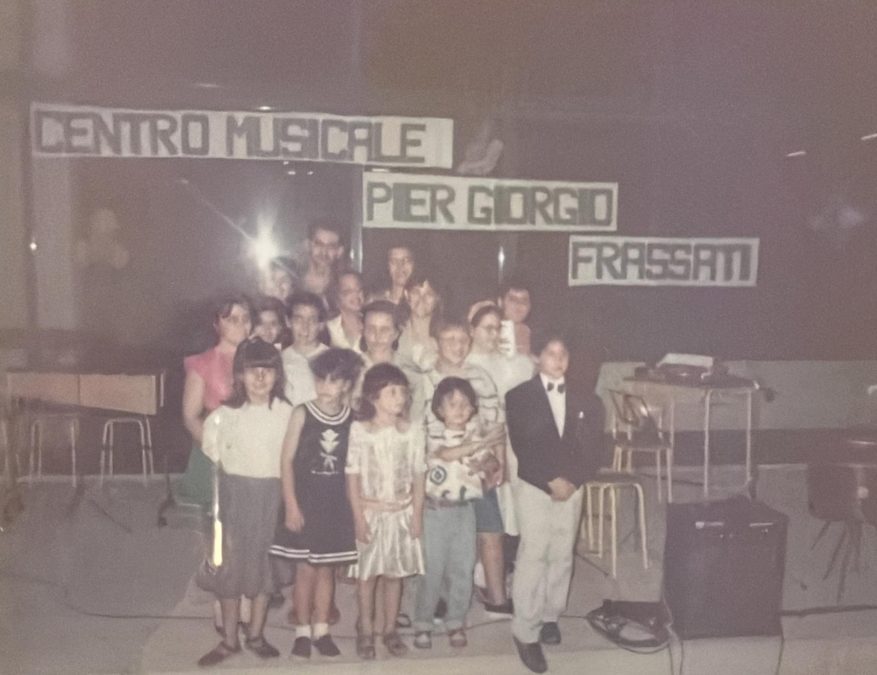 CENTRO MUSICALE
PIER GIORGIO
FRASSATI